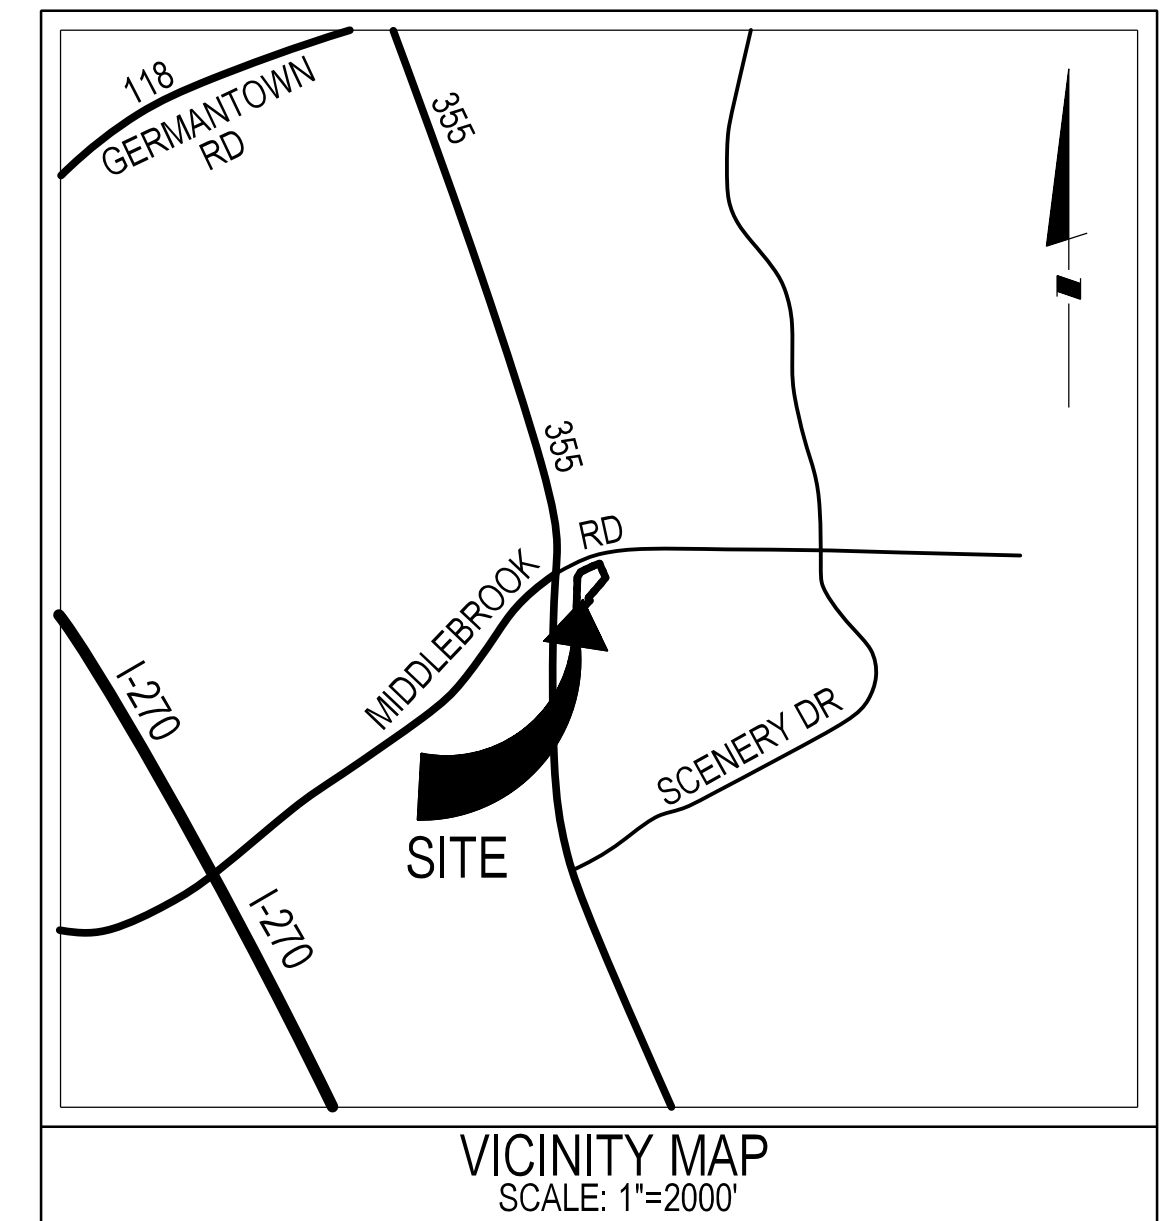 118
GERMANTOWN
RD
355
355
RD
MIDDLEBROOK
I-270
SCENERY DR
SITE
I-270
VICINITY MAP
SCALE: 1"=2000'